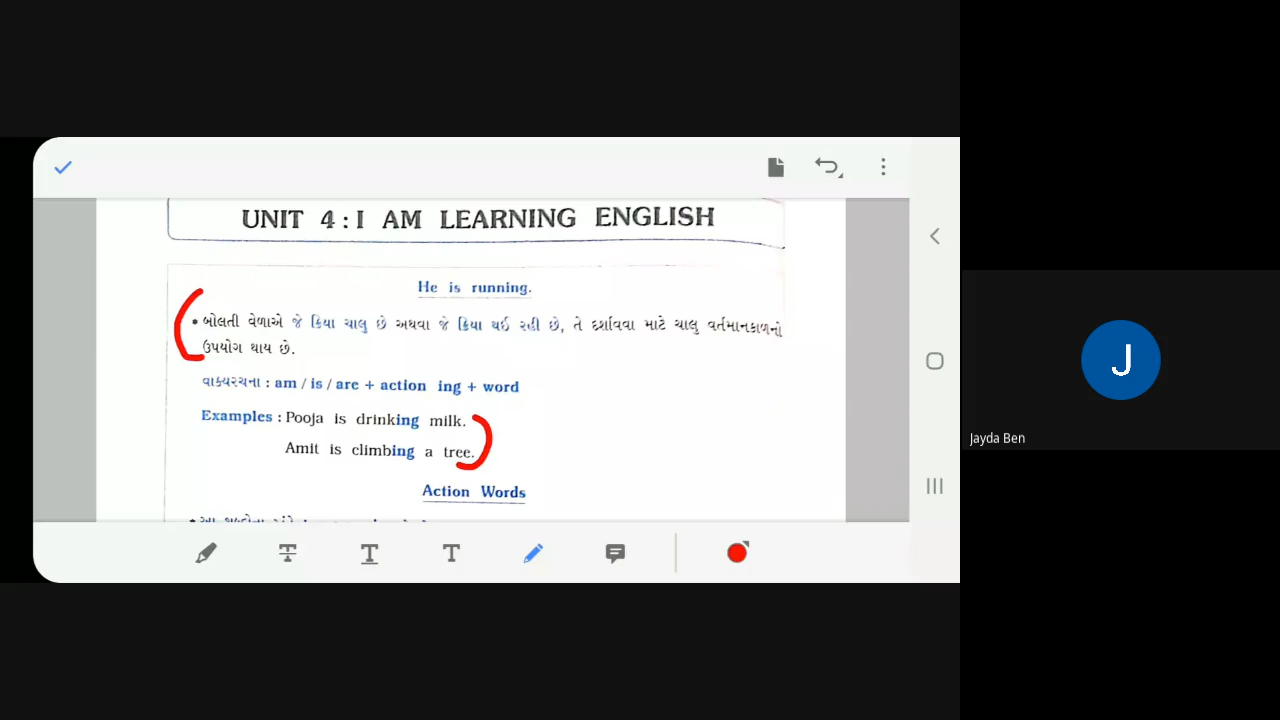 UNIT 4 : I AM LEARNING ENGLISH
He is running.
• બોલતી વેળાએ જે ક્રિયા ચાલુ છે અથવા જે ક્રિયા થઈ રહી છે, તે દર્શાવવા માટે ચાલુ વર્તમાનકાળનો
ઉપયોગ થાય છે.
વાક્યરચના : am / is / are + action ing + word
Examples : Pooja is drinking milk.
Amit is climbing a tree.
Action Words
• આ શબ્દોના
T T T
J
Jayda Ben